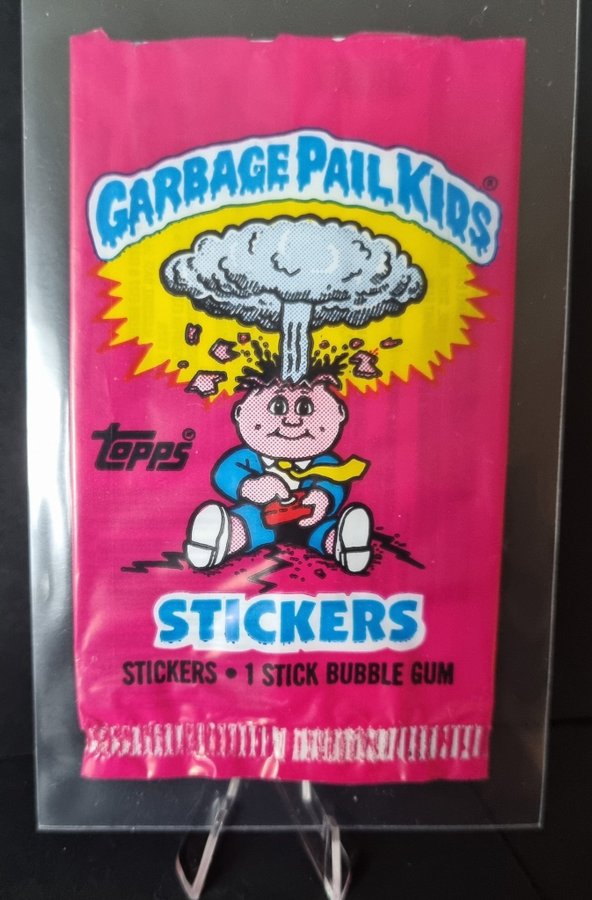 GARBAGE PAIL KIDS®
topps®
STICKERS
STICKERS • 1 STICK BUBBLE GUM